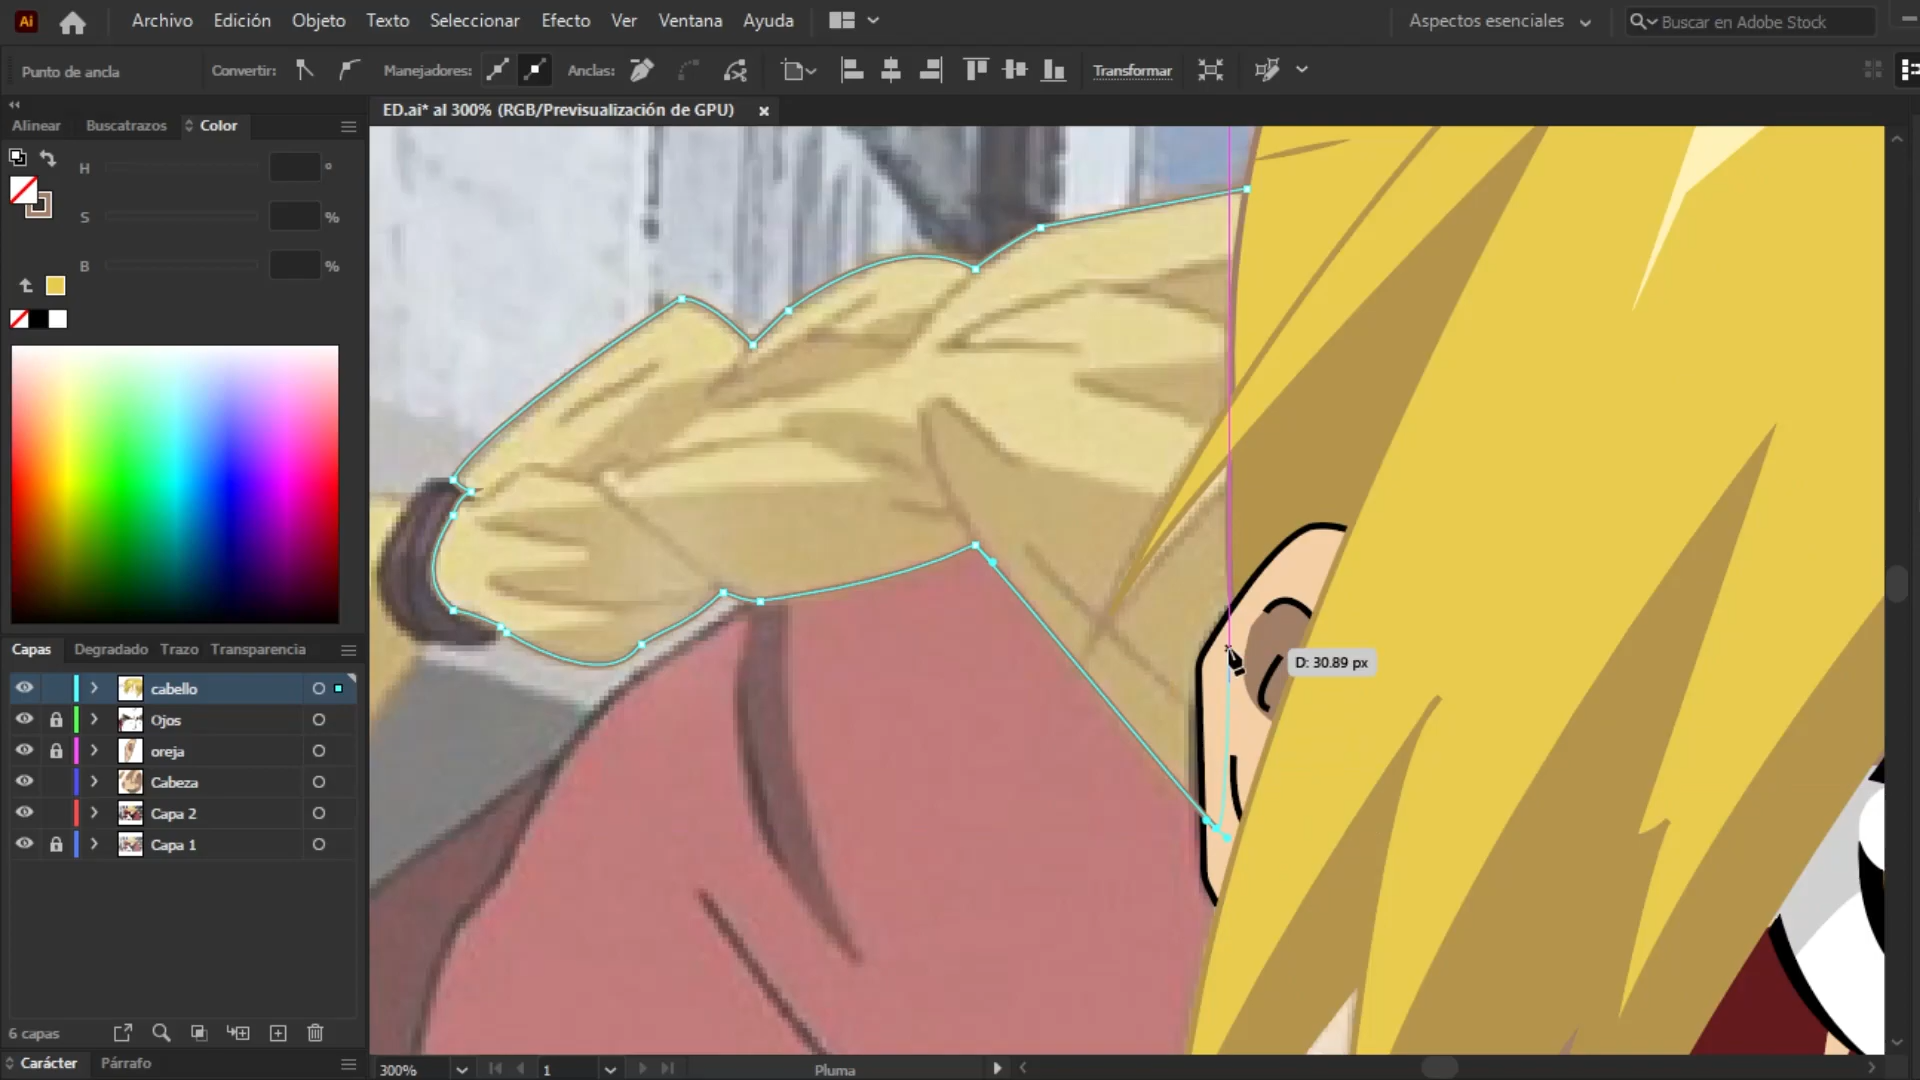 Ai Archivo Edición Objeto Texto Seleccionar Efecto Ver Ventana Ayuda Aspectos esenciales Buscar en Adobe Stock
Punto de ancla Convertir: Manejadores: Anclas: Transformar
ED.ai* al 300% (RGB/Previsualización de GPU)
Alinear Buscatrazos Color
H °
S %
B %
D: 30.89 px
Capas Degradado Trazo Transparencia
cabello
Ojos
oreja
Cabeza
Capa 2
Capa 1
6 capas
Carácter Párrafo
300% 1 Pluma